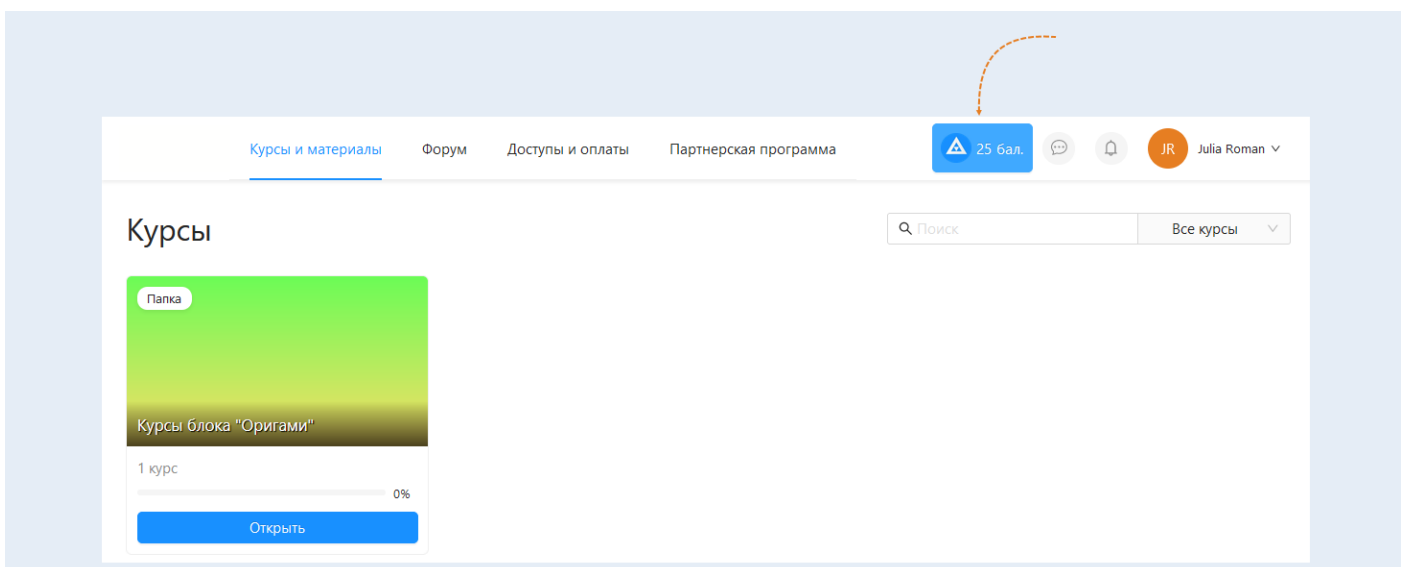 Курсы и материалы Форум Доступы и оплаты Партнерская программа 25 бал. JR Julia Roman
Курсы
Поиск Все курсы
Папка
Курсы блока "Оригами"
1 курс
0%
Открыть